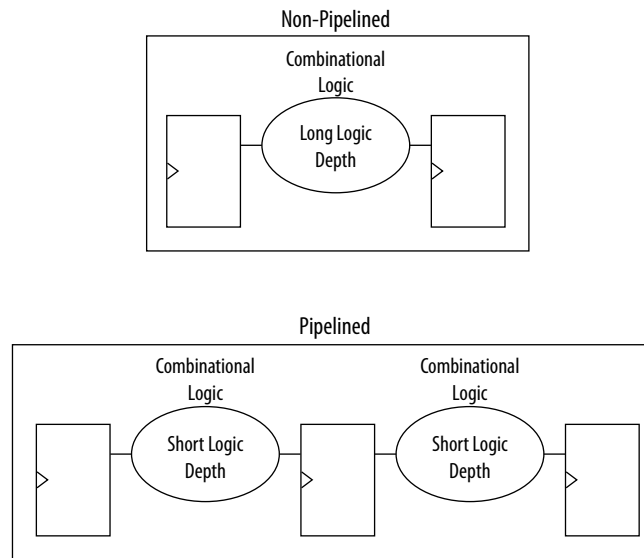 Non-Pipelined
Combinational
Logic
Long Logic
Depth
Pipelined
Combinational
Logic
Combinational
Logic
Short Logic
Depth
Short Logic
Depth